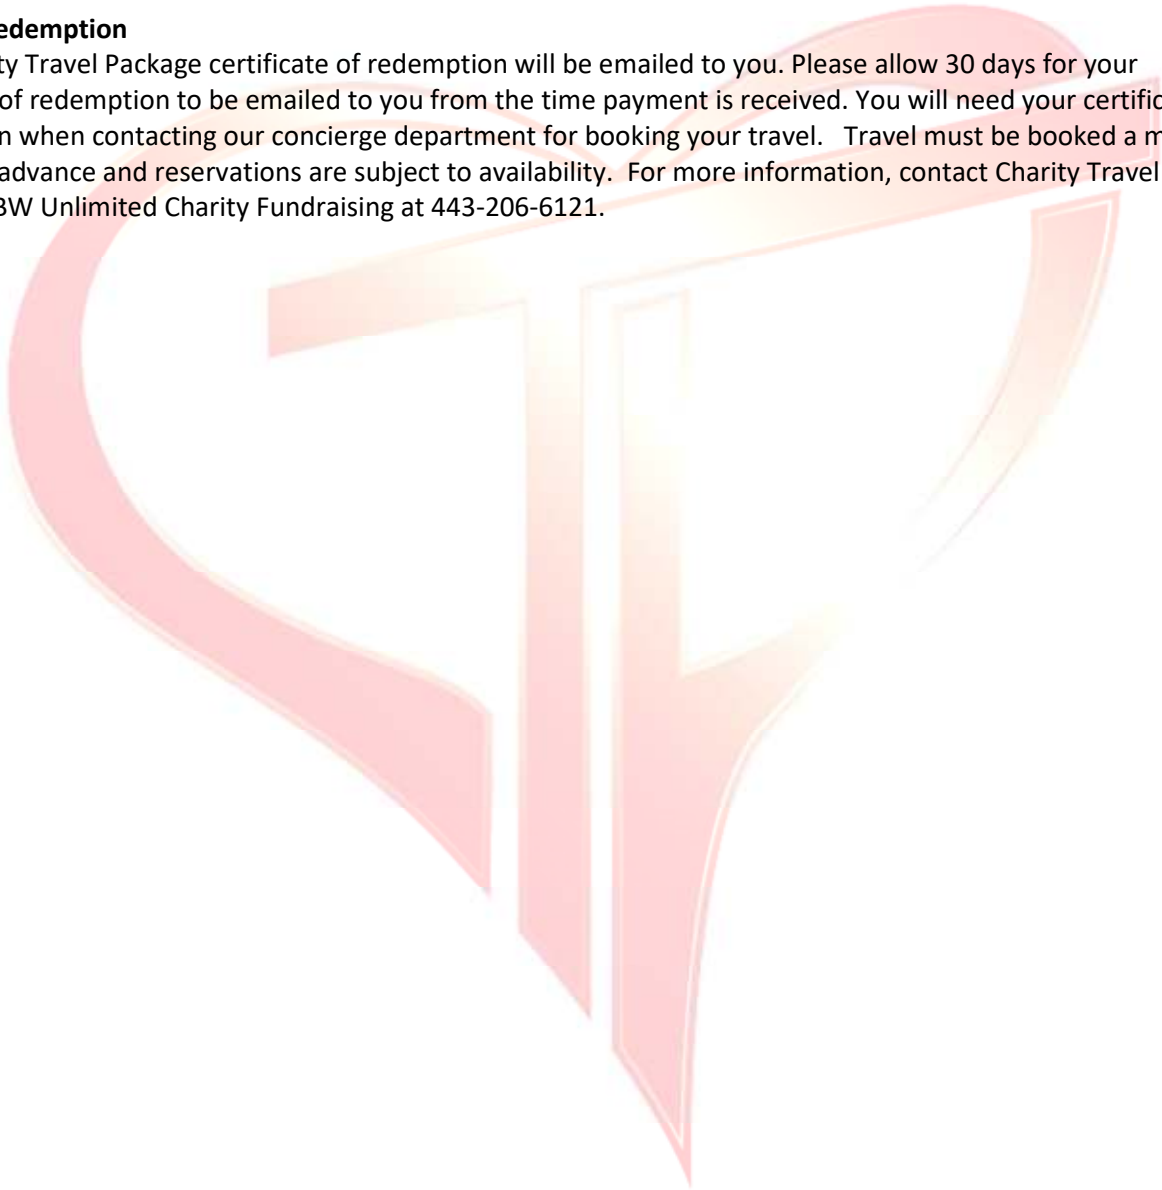 edemption
ty Travel Package certificate of redemption will be emailed to you. Please allow 30 days for your
of redemption to be emailed to you from the time payment is received. You will need your certific
n when contacting our concierge department for booking your travel.   Travel must be booked a m
advance and reservations are subject to availability.  For more information, contact Charity Travel
BW Unlimited Charity Fundraising at 443-206-6121.